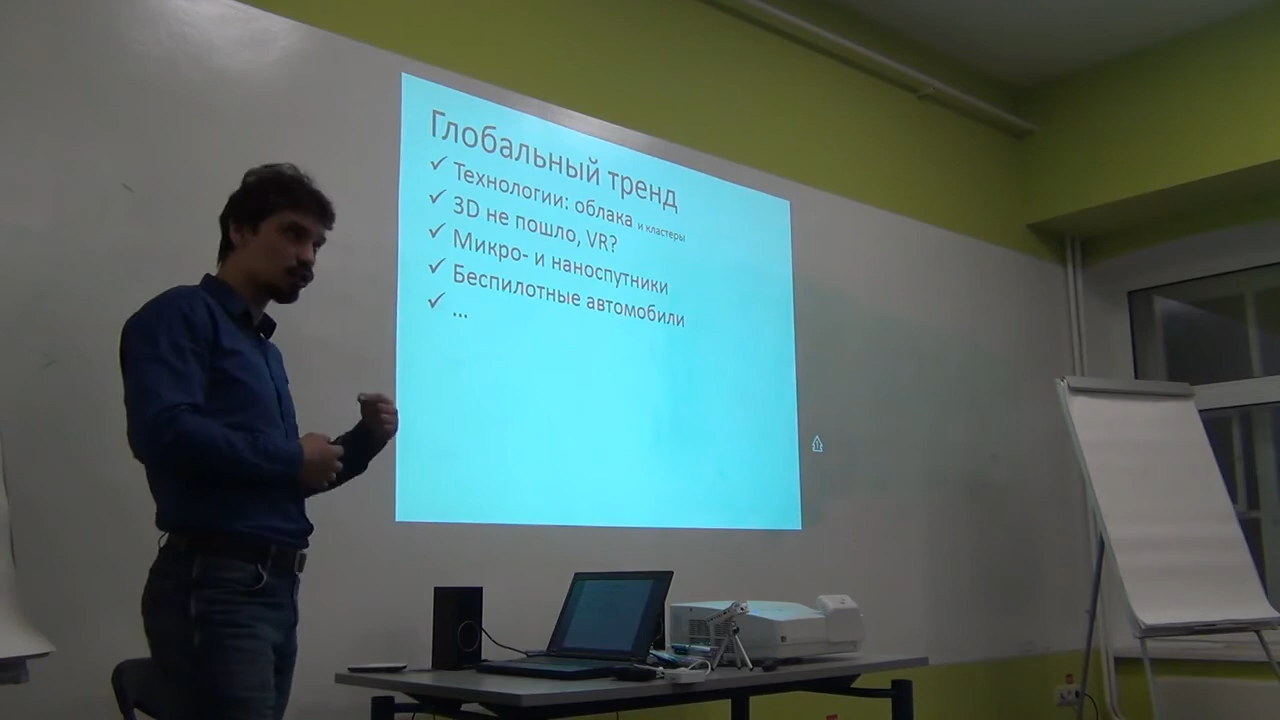 Глобальный тренд
✓ Технологии: облака и кластеры
✓ 3D не пошло, VR?
✓ Микро- и наноспутники
✓ Беспилотные автомобили
✓ ...